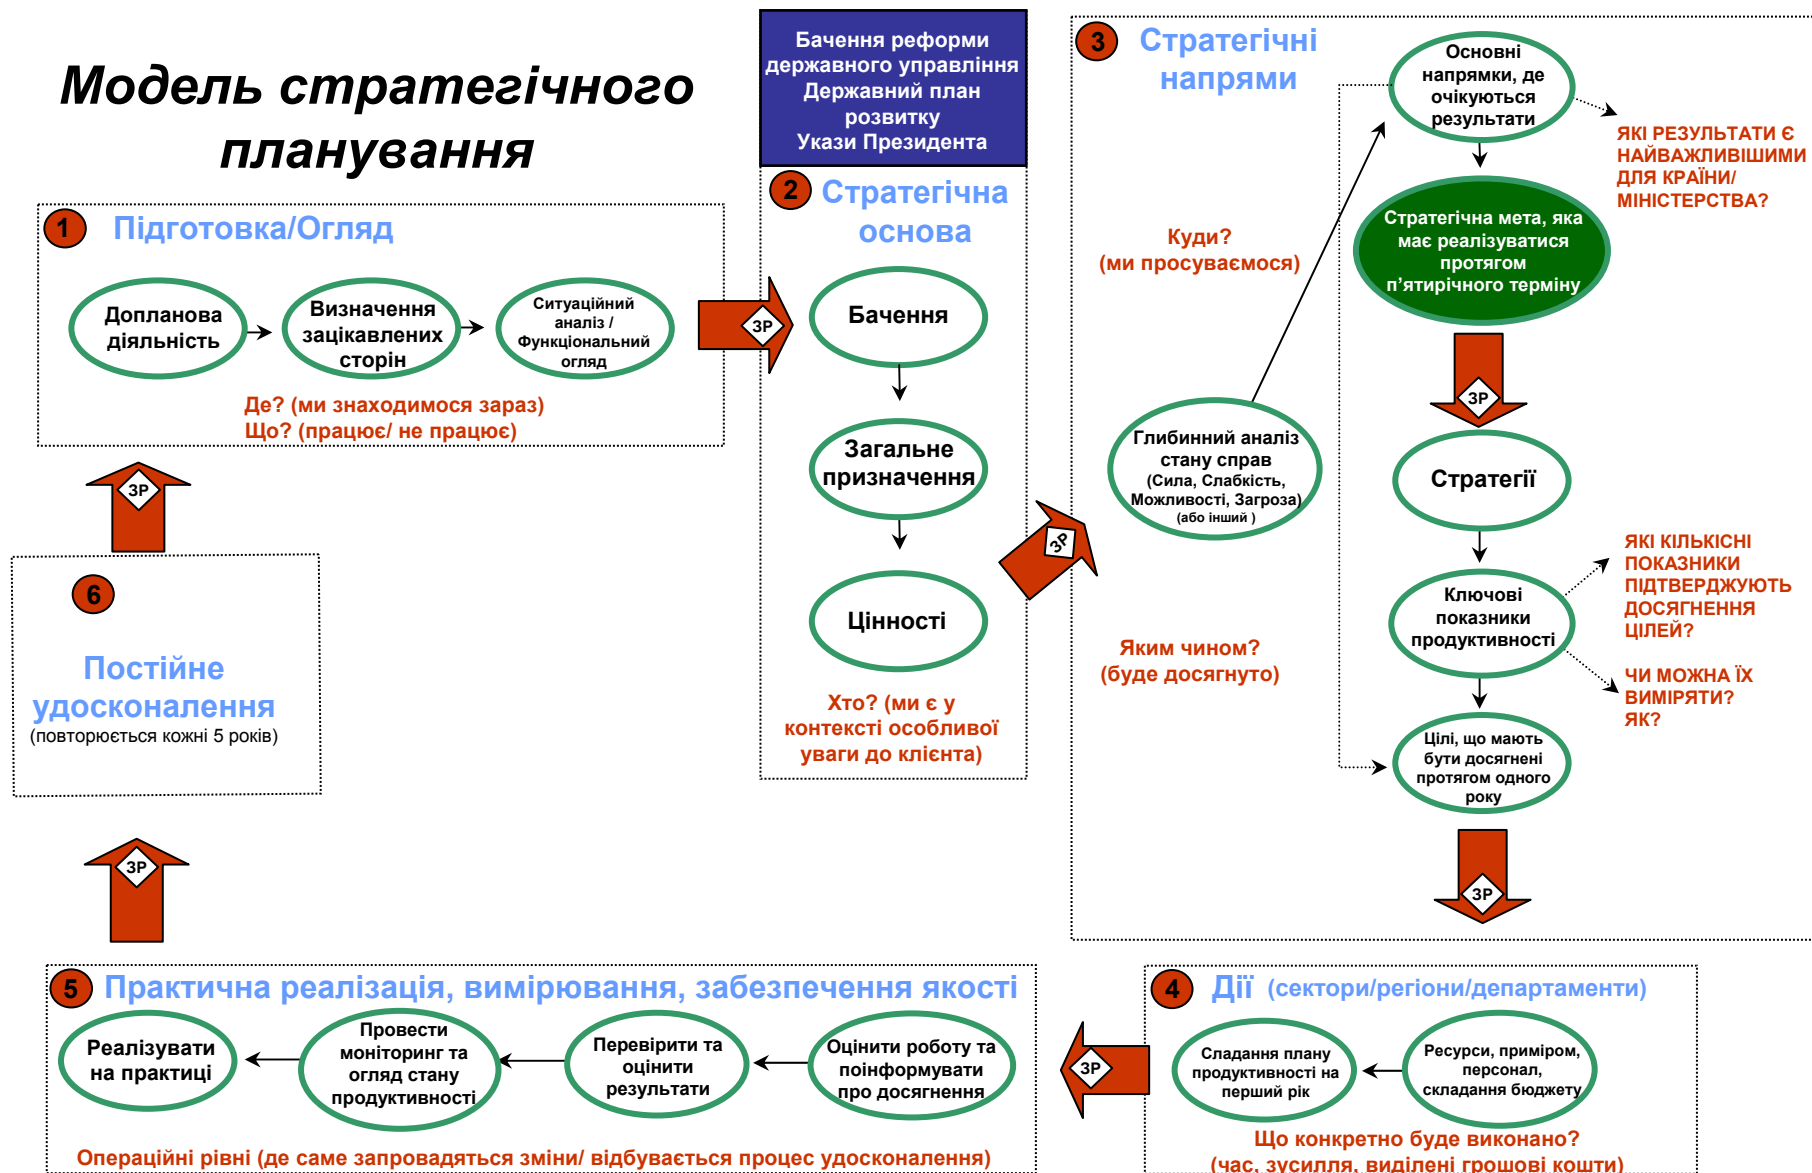 Модель стратегічного
планування
Бачення реформи
державного управління
Державний план
розвитку
Укази Президента
1
Підготовка/Огляд
Допланова
діяльність
Визначення
зацікавлених
сторін
Ситуаційний
аналіз /
Функціональний
огляд
Де? (ми знаходимося зараз)
Що? (працює/ не працює)
ЗР
2
Стратегічна
основа
Бачення
Загальне
призначення
Цінності
Хто? (ми є у
контексті особливої
уваги до клієнта)
ЗР
3
Стратегічні
напрями
Основні
напрямки, де
очікуються
результати
ЯКІ РЕЗУЛЬТАТИ Є
НАЙВАЖЛИВІШИМИ
ДЛЯ КРАЇНИ/
МІНІСТЕРСТВА?
Стратегічна мета, яка
має реалізуватися
протягом
п’ятирічного терміну
Куди?
(ми просуваємося)
ЗР
Глибинний аналіз
стану справ
(Сила, Слабкість,
Можливості, Загроза)
(або інший )
Стратегії
Ключові
показники
продуктивності
ЯКІ КІЛЬКІСНІ
ПОКАЗНИКИ
ПІДТВЕРДЖУЮТЬ
ДОСЯГНЕННЯ
ЦІЛЕЙ?
ЧИ МОЖНА ЇХ
ВИМІРЯТИ?
ЯК?
Яким чином?
(буде досягнуто)
Цілі, що мають
бути досягнені
протягом одного
року
ЗР
4
Дії (сектори/регіони/департаменти)
Сладання плану
продуктивності на
перший рік
Ресурси, приміром,
персонал,
складання бюджету
Що конкретно буде виконано?
(час, зусилля, виділені грошові кошти)
ЗР
5
Практична реалізація, вимірювання, забезпечення якості
Реалізувати
на практиці
Провести
моніторинг та
огляд стану
продуктивності
Перевірити та
оцінити
результати
Оцінити роботу та
поінформувати
про досягнення
Операційні рівні (де саме запровадяться зміни/ відбувається процес удосконалення)
ЗР
6
Постійне
удосконалення
(повторюється кожні 5 років)
ЗР